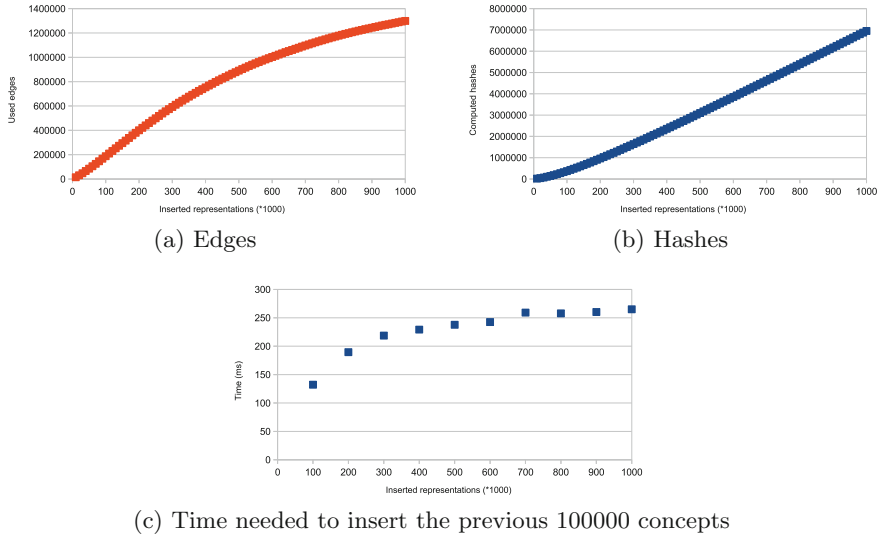 1400000
1200000
1000000
800000
600000
400000
200000
0
Used edges
0 100 200 300 400 500 600 700 800 900 1000
Inserted representations (*1000)
(a) Edges
8000000
7000000
6000000
5000000
4000000
3000000
2000000
1000000
0
Computed hashes
0 100 200 300 400 500 600 700 800 900 1000
Inserted representations (*1000)
(b) Hashes
300
250
200
150
100
50
0
Time (ms)
0 100 200 300 400 500 600 700 800 900 1000
Inserted representations (*1000)
(c) Time needed to insert the previous 100000 concepts